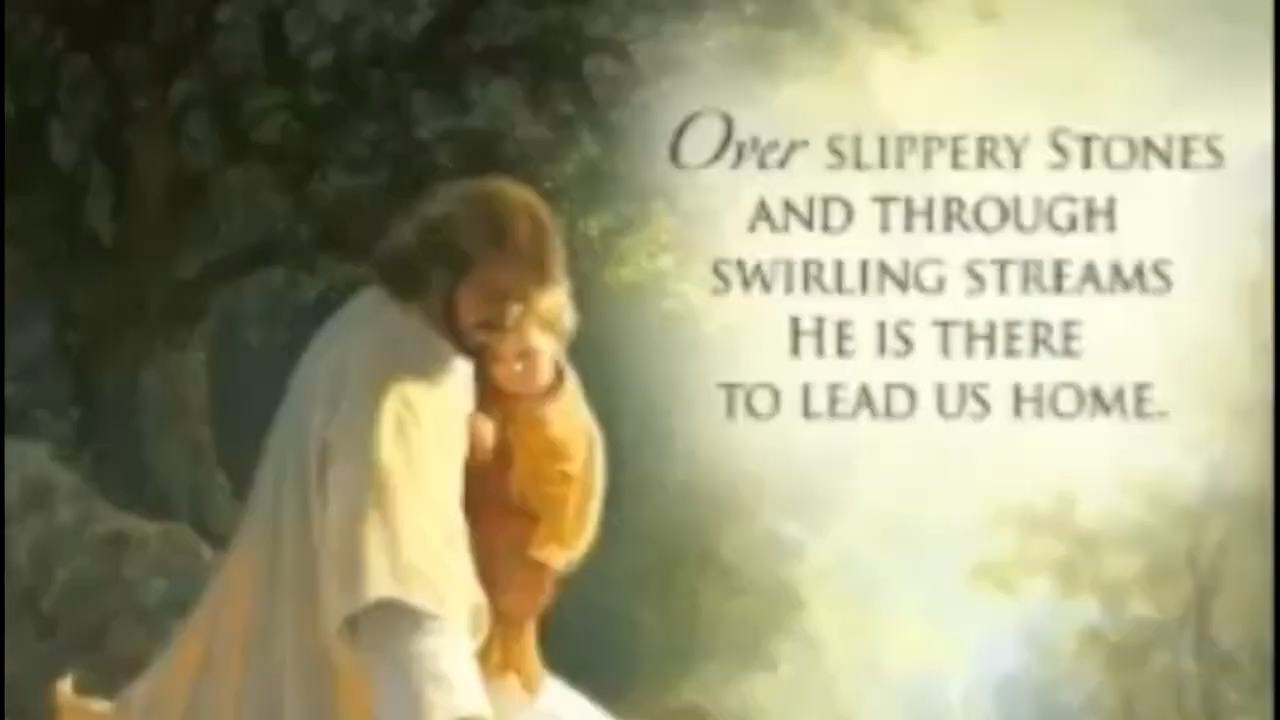 Over SLIPPERY STONES
AND THROUGH
SWIRLING STREAMS
HE IS THERE
TO LEAD US HOME.